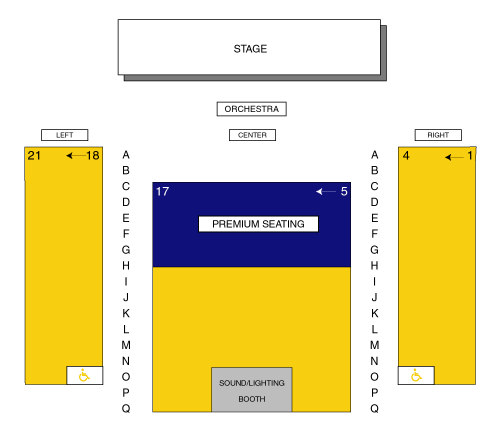 STAGE
ORCHESTRA
LEFT
CENTER
RIGHT
21 18
A
A
4 1
B
B
C
17 5
C
D
D
E
PREMIUM SEATING
E
F
F
G
G
H
H
I
I
J
J
K
K
L
L
M
M
N
N
O
SOUND/LIGHTING
O
P
BOOTH
P
Q
Q